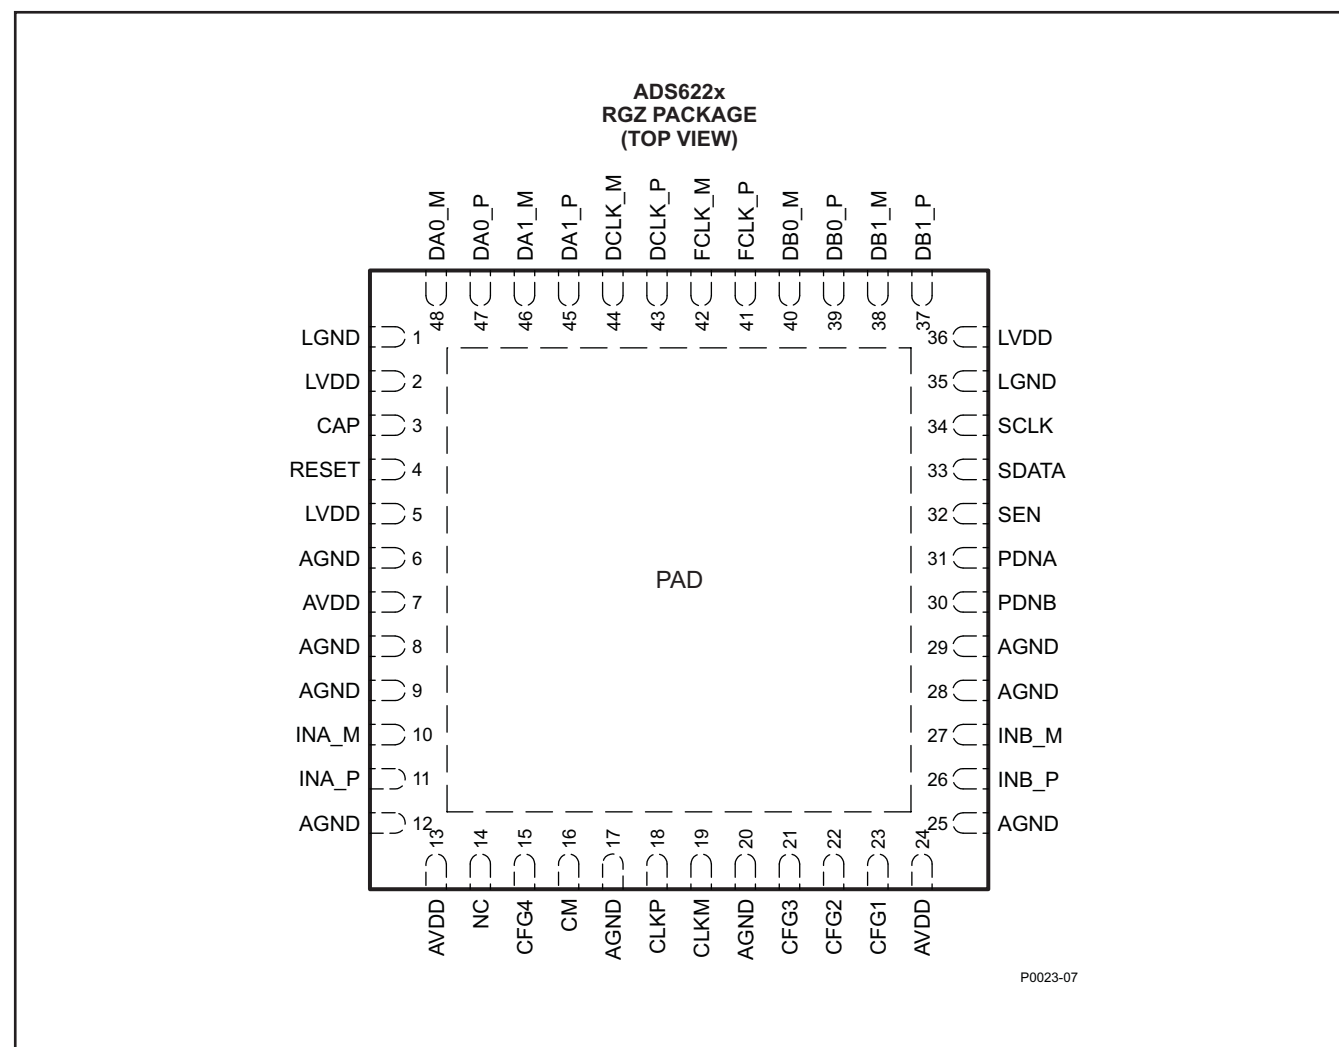 ADS622x
RGZ PACKAGE
(TOP VIEW)
DA0_M
DA0_P
DA1_M
DA1_P
DCLK_M
DCLK_P
FCLK_M
FCLK_P
DB0_M
DB0_P
DB1_M
DB1_P
48
47
46
45
44
43
42
41
40
39
38
37
LGND 1
36 LVDD
LVDD 2
35 LGND
CAP 3
34 SCLK
RESET 4
33 SDATA
LVDD 5
32 SEN
AGND 6
31 PDNA
PAD
AVDD 7
30 PDNB
AGND 8
29 AGND
AGND 9
28 AGND
INA_M 10
27 INB_M
INA_P 11
26 INB_P
AGND 12
25 AGND
13
14
15
16
17
18
19
20
21
22
23
24
AVDD
NC
CFG4
CM
AGND
CLKP
CLKM
AGND
CFG3
CFG2
CFG1
AVDD
P0023-07